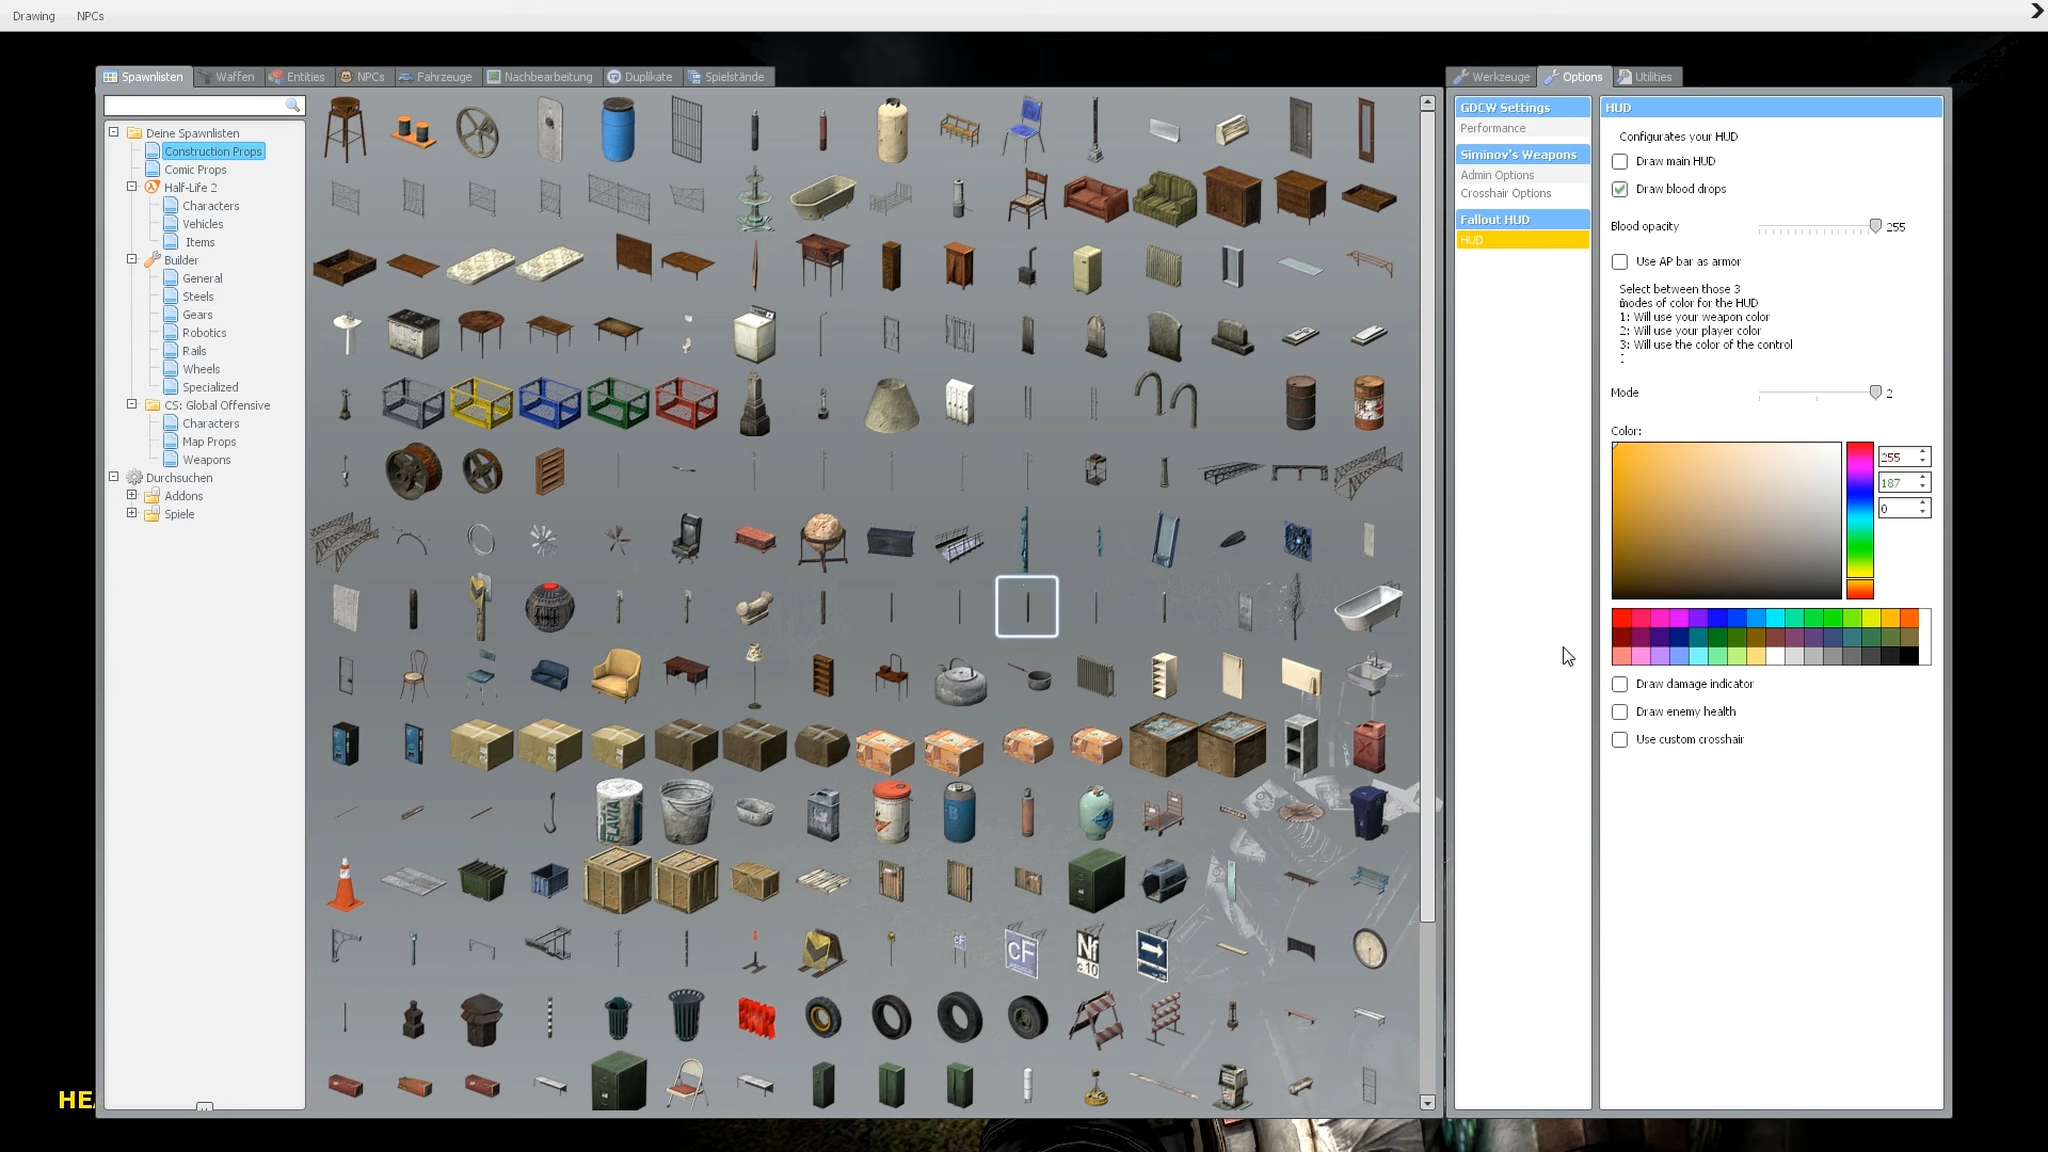 Drawing NPCs
Spawnlisten Waffen Entities NPCs Fahrzeuge Nachbearbeitung Duplikate Spielstände
Werkzeuge Options Utilities
Deine Spawnlisten
Construction Props
Comic Props
Half-Life 2
Characters
Vehicles
Items
Builder
General
Steels
Gears
Robotics
Rails
Wheels
Specialized
CS: Global Offensive
Characters
Map Props
Weapons
Durchsuchen
Addons
Spiele
FLAVIA
cF
cF
Nf
c10
GDCW Settings
Performance
Siminov's Weapons
Admin Options
Crosshair Options
Fallout HUD
HUD
HUD
Configurates your HUD
Draw main HUD
Draw blood drops
Blood opacity 255
Use AP bar as armor
Select between those 3
modes of color for the HUD
1: Will use your weapon color
2: Will use your player color
3: Will use the color of the control
:
Mode 2
Color:
255
187
0
Draw damage indicator
Draw enemy health
Use custom crosshair
HEA